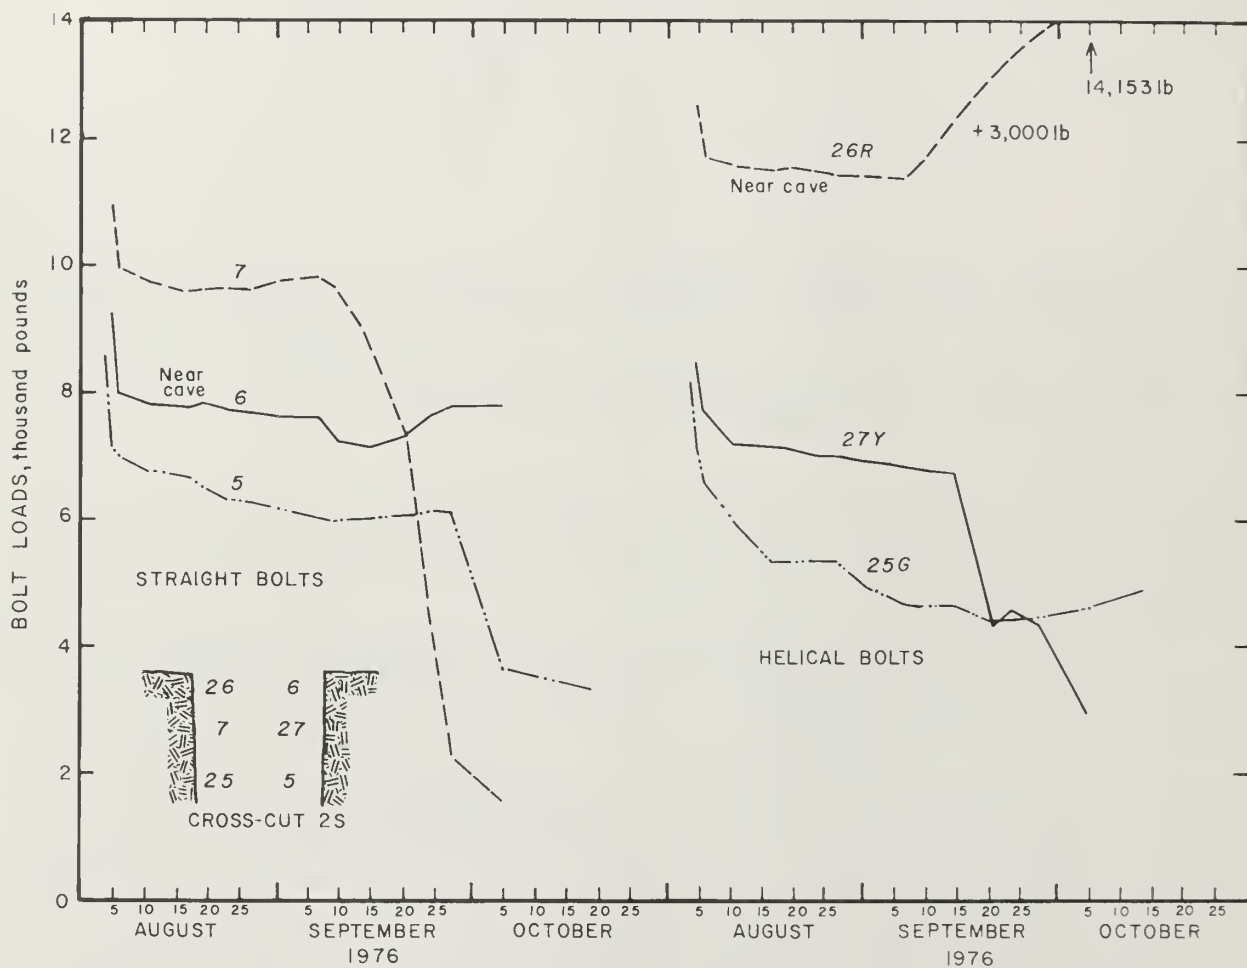 BOLT LOADS, thousand pounds
14
12
10
8
6
4
2
0
7
Near
cave
6
5
STRAIGHT BOLTS
26 6
7 27
25 5
CROSS-CUT 2S
5 10 15 20 25 5 10 15 20 25 5 10 15 20 25
AUGUST SEPTEMBER OCTOBER
1976
14,153 lb
+3,000 lb
26R
Near cave
27Y
25G
HELICAL BOLTS
5 10 15 20 25 5 10 15 20 25 5 10 15 20 25
AUGUST SEPTEMBER OCTOBER
1976